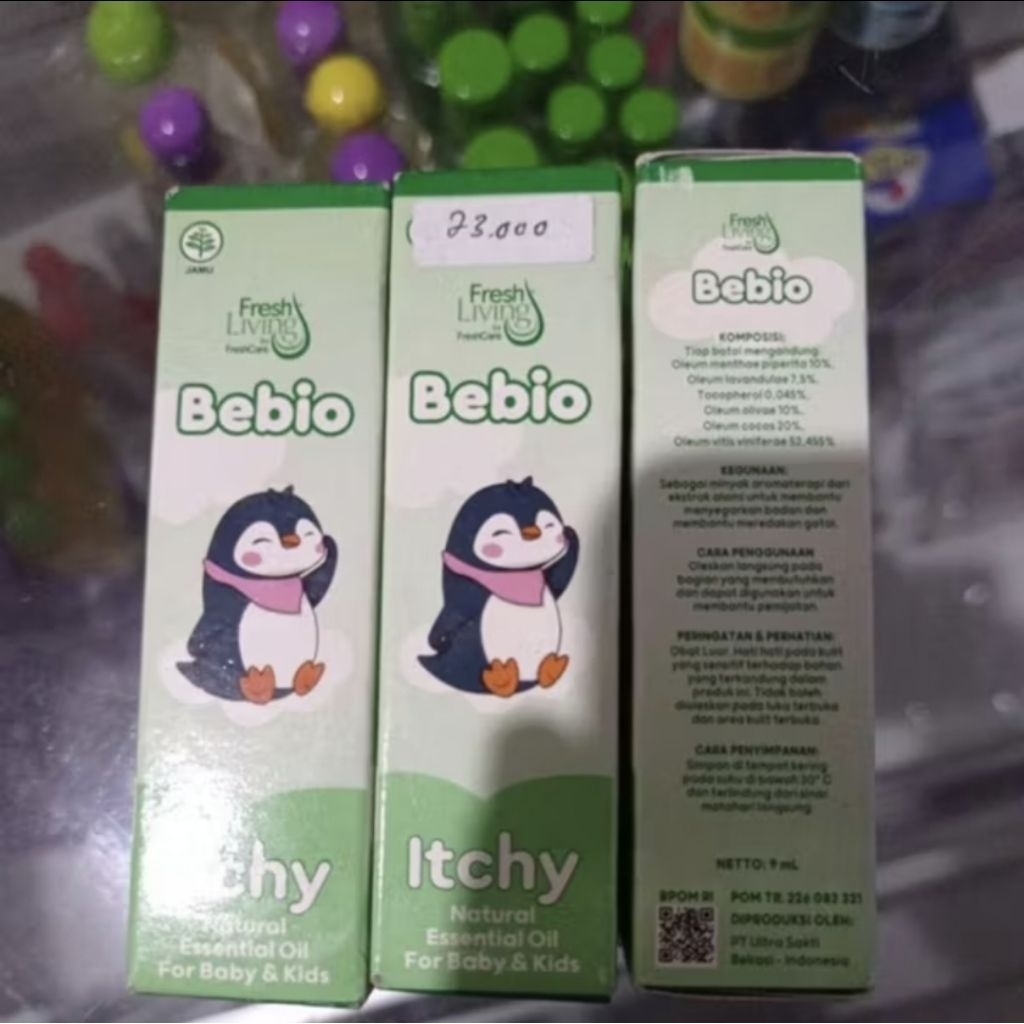 JAMU
Fresh
Living
by
FreshCare
Bebio
Itchy
Natural
Essential Oil
For Baby & Kids
23.000
Fresh
Living
by
FreshCare
Bebio
Itchy
Natural
Essential Oil
For Baby & Kids
Fresh
Living
by
FreshCare
Bebio
KOMPOSISI:
Tiap botol mengandung:
Oleum menthae piperita 10%,
Oleum lavandulae 7,5%,
Tocopherol 0,045%,
Oleum olivae 10%,
Oleum cocos 20%,
Oleum vitis viniferae 52,455%
KEGUNAAN:
Sebagai minyak aromaterapi dari
ekstrak alami untuk membantu
menyegarkan badan dan
membantu meredakan gatal.
CARA PENGGUNAAN
Oleskan langsung pada
bagian yang membutuhkan
dan dapat digunakan untuk
membantu pemijatan.
PERINGATAN & PERHATIAN:
Obat Luar. Hati hati pada kulit
yang sensitif terhadap bahan
yang terkandung dalam
produk ini. Tidak boleh
dioleskan pada luka terbuka
dan area kulit terbuka.
CARA PENYIMPANAN:
Simpan di tempat kering
pada suhu di bawah 30° C
dan terlindung dari sinar
matahari langsung.
NETTO: 9 mL
BPOM RI
POM TR. 226 083 331
DIPRODUKSI OLEH:
PT Ultra Sakti
Bekasi - Indonesia